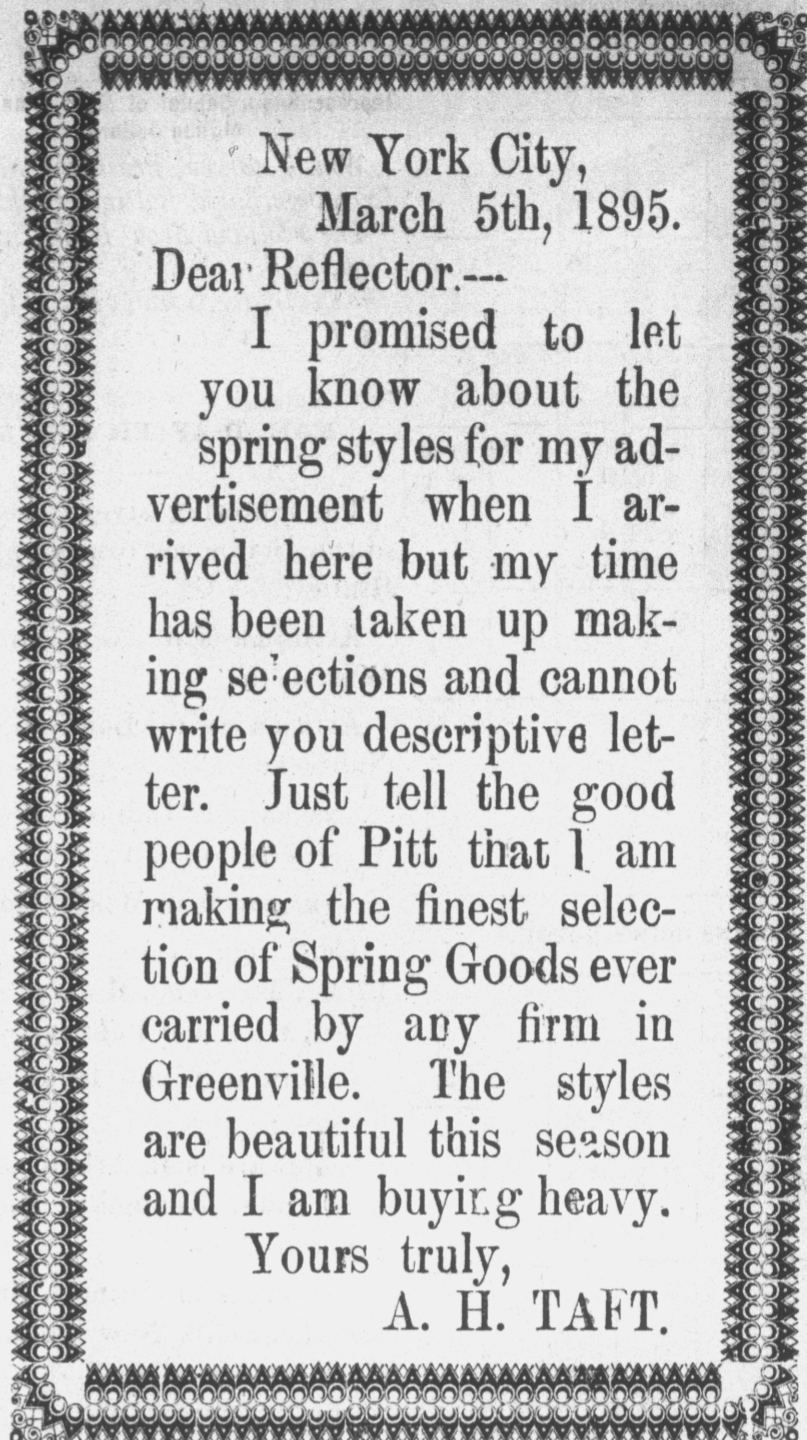 New York City,
March 5th, 1895.
Dear Reflector.---
I promised to let
you know about the
spring styles for my ad-
vertisement when I ar-
rived here but my time
has been taken up mak-
ing selections and cannot
write you descriptive let-
ter. Just tell the good
people of Pitt that I am
making the finest selec-
tion of Spring Goods ever
carried by any firm in
Greenville. The styles
are beautiful this season
and I am buying heavy.
Yours truly,
A. H. TAFT.